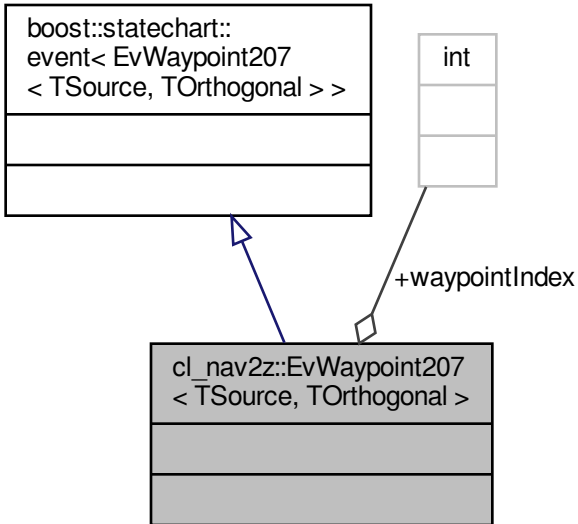 boost::statechart::
event< EvWaypoint207
< TSource, TOrthogonal > >
int
+waypointIndex
cl_nav2z::EvWaypoint207
< TSource, TOrthogonal >